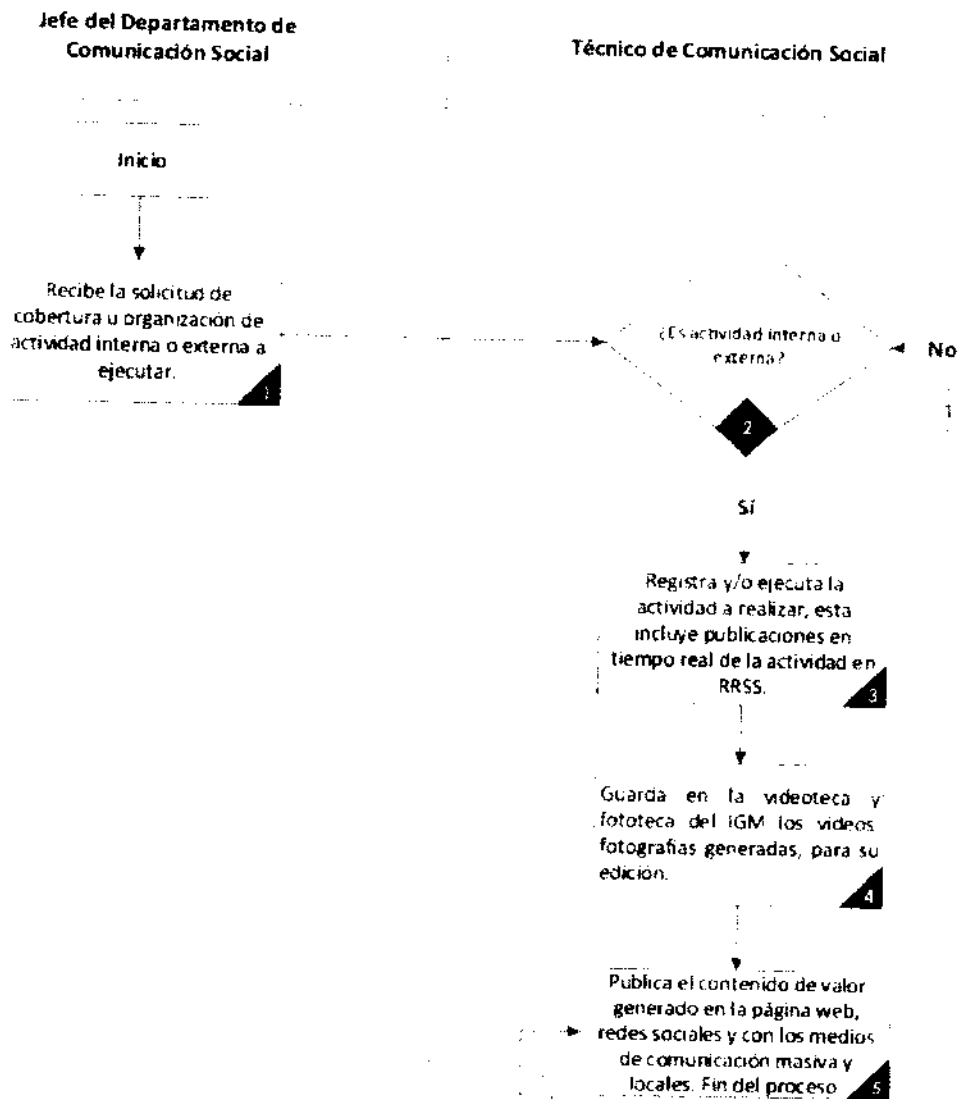 Jefe del Departamento de
Comunicación Social
Técnico de Comunicación Social
Inicio
Recibe la solicitud de
cobertura u organización de
actividad interna o externa a
ejecutar.
1
¿Es actividad interna o
externa?
2
No
1
Sí
Registra y/o ejecuta la
actividad a realizar, esta
incluye publicaciones en
tiempo real de la actividad en
RRSS.
3
Guarda en la videoteca y
fototeca del IGM los videos
fotografías generadas, para su
edición.
4
Publica el contenido de valor
generado en la página web,
redes sociales y con los medios
de comunicación masiva y
locales. Fin del proceso
5